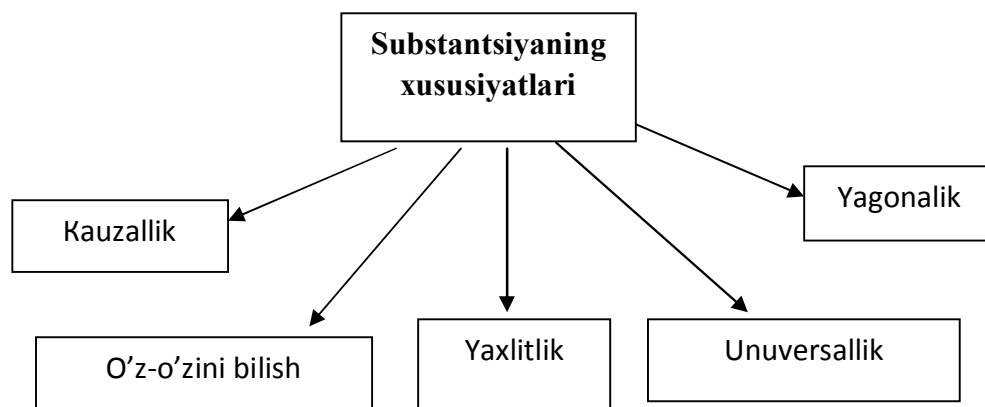 Substantsiyaning
xususiyatlari
Yagonalik
Kauzallik
O’z-o’zini bilish
Yaxlitlik
Unuversallik